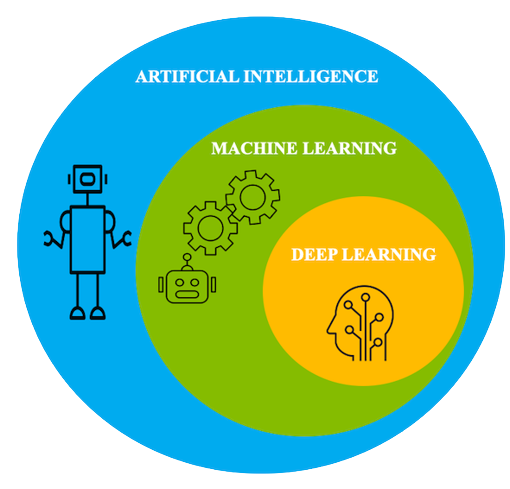 ARTIFICIAL INTELLIGENCE
MACHINE LEARNING
DEEP LEARNING